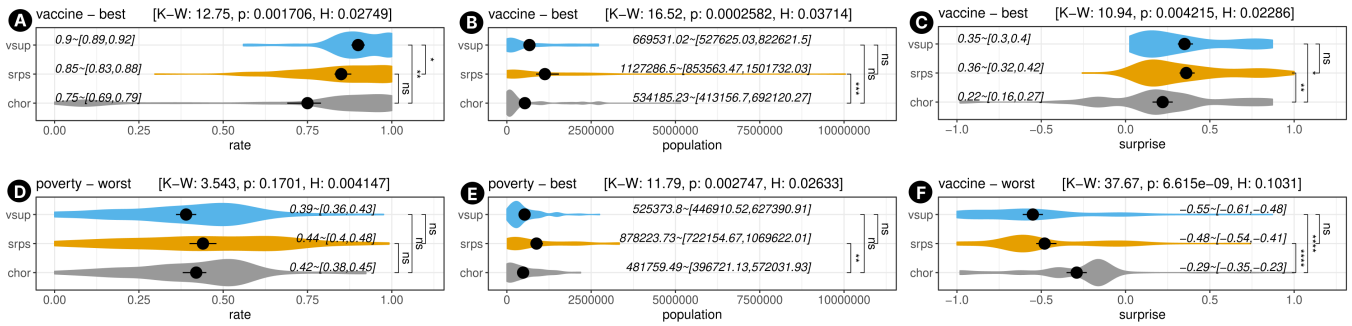 A vaccine – best [K–W: 12.75, p: 0.001706, H: 0.02749]
vsup 0.9~[0.89,0.92] *
srps 0.85~[0.83,0.88] **
chor 0.75~[0.69,0.79] ns
0.00 0.25 0.50 0.75 1.00
rate
B vaccine – best [K–W: 16.52, p: 0.0002582, H: 0.03714]
vsup 669531.02~[527625.03,822621.5] ns
srps 1127286.5~[853563.47,1501732.03] ns
chor 534185.23~[413156.7,692120.27] ***
0 2500000 5000000 7500000 10000000
population
C vaccine – best [K–W: 10.94, p: 0.004215, H: 0.02286]
vsup 0.35~[0.3,0.4] ns
srps 0.36~[0.32,0.42] *
chor 0.22~[0.16,0.27] **
−1.0 −0.5 0.0 0.5 1.0
surprise
D poverty – worst [K–W: 3.543, p: 0.1701, H: 0.004147]
vsup 0.39~[0.36,0.43] ns
srps 0.44~[0.4,0.48] ns
chor 0.42~[0.38,0.45] ns
0.00 0.25 0.50 0.75 1.00
rate
E poverty – best [K–W: 11.79, p: 0.002747, H: 0.02633]
vsup 525373.8~[446910.52,627390.91] ns
srps 878223.73~[722154.67,1069622.01] ns
chor 481759.49~[396721.13,572031.93] **
0 2500000 5000000 7500000 10000000
population
F vaccine – worst [K–W: 37.67, p: 6.615e−09, H: 0.1031]
vsup −0.55~[−0.61,−0.48] ns
srps −0.48~[−0.54,−0.41] ****
chor −0.29~[−0.35,−0.23] ****
−1.0 −0.5 0.0 0.5 1.0
surprise